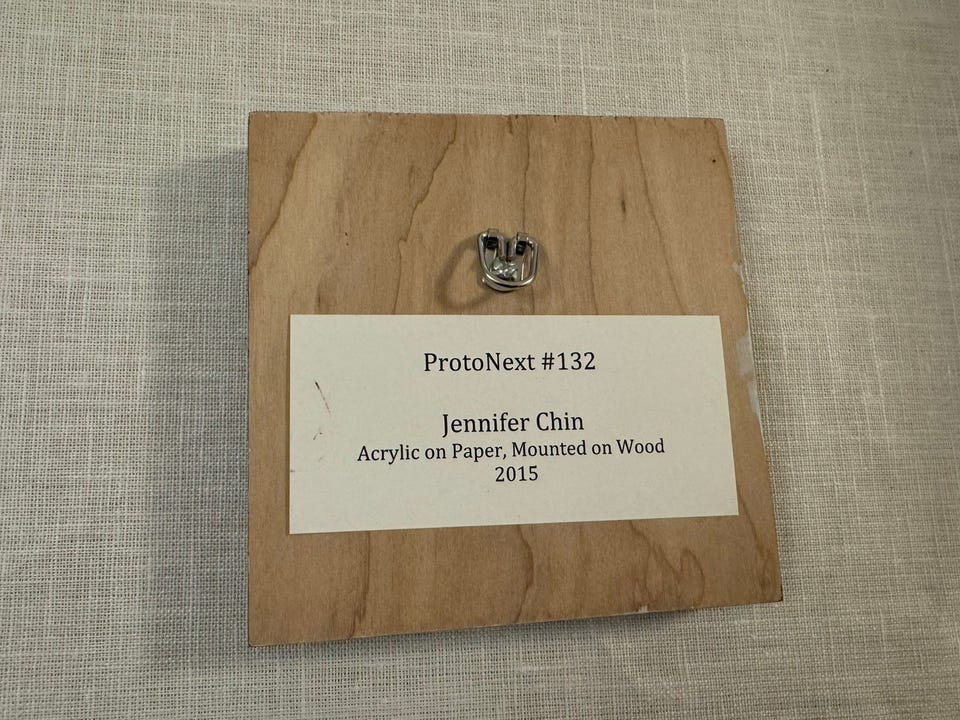 ProtoNext #132
Jennifer Chin
Acrylic on Paper, Mounted on Wood
2015